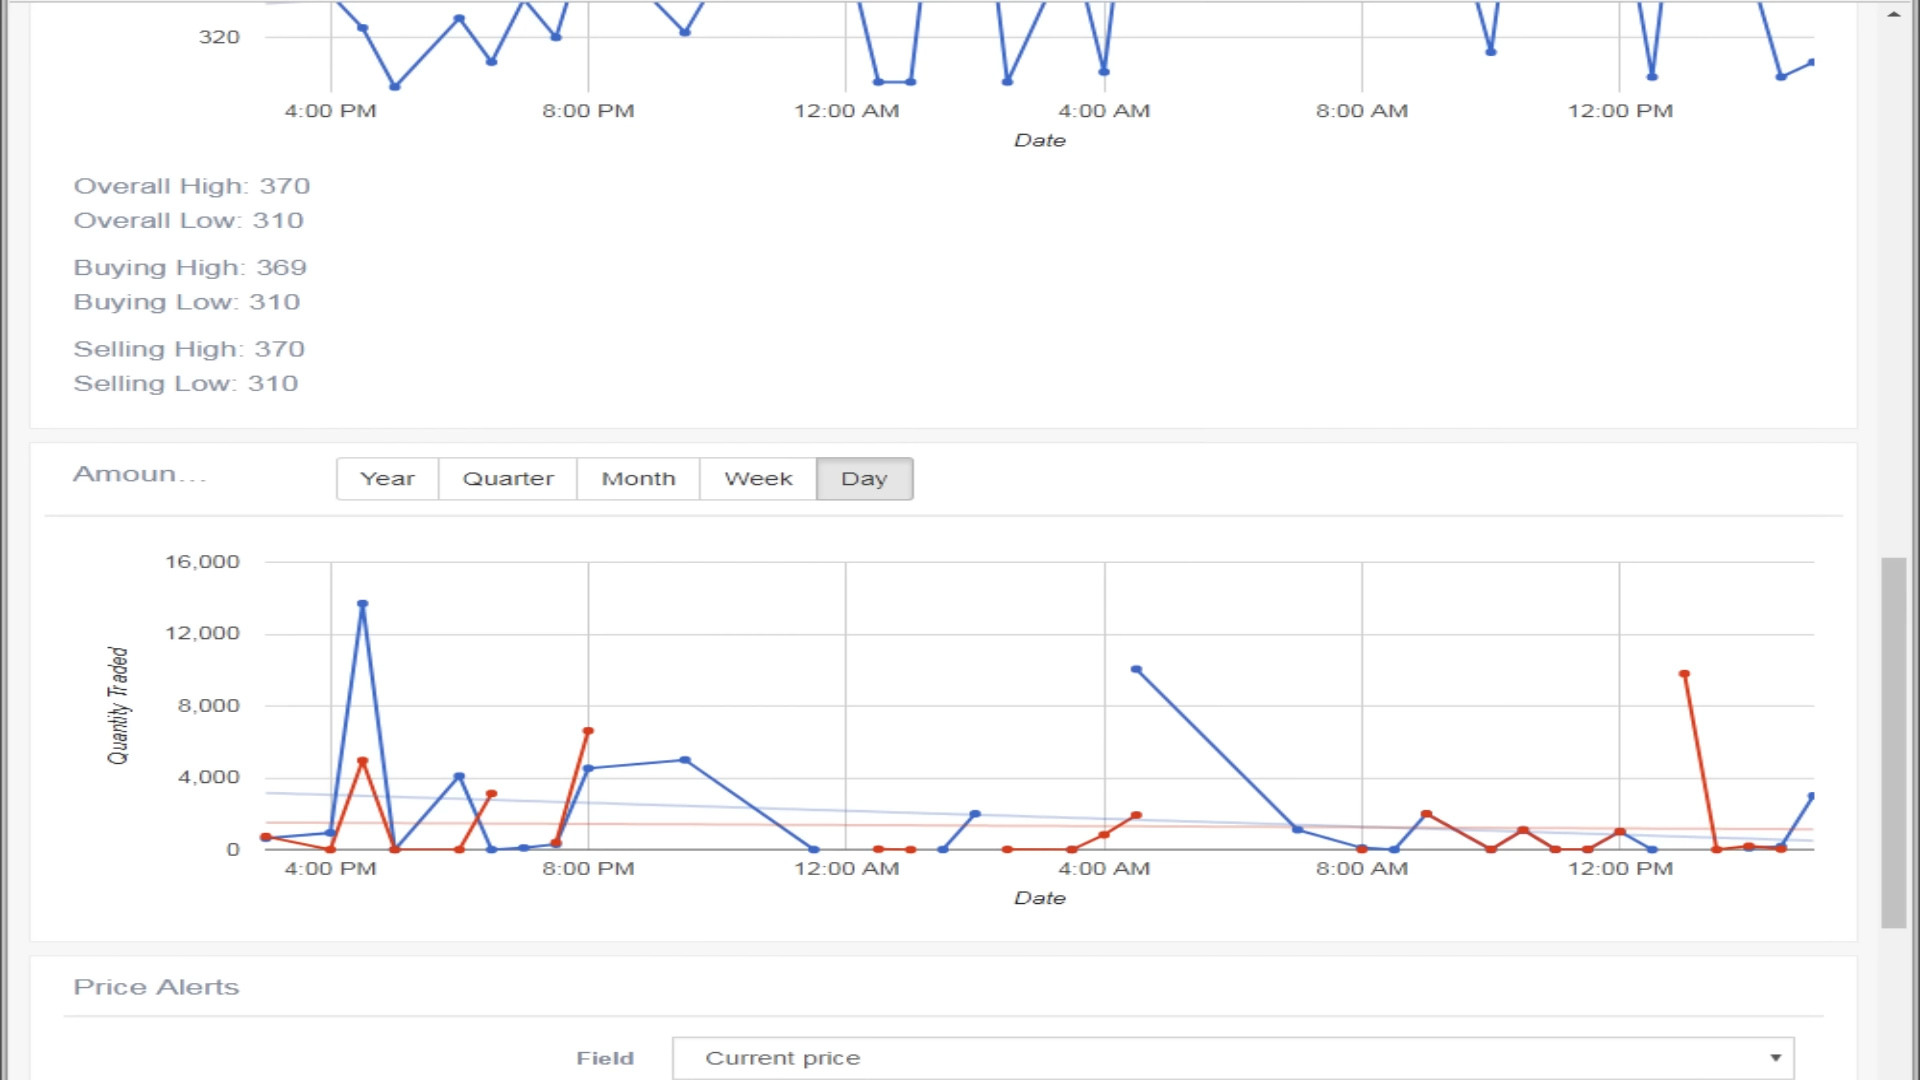 320
4:00 PM 8:00 PM 12:00 AM 4:00 AM 8:00 AM 12:00 PM
Date
Overall High: 370
Overall Low: 310
Buying High: 369
Buying Low: 310
Selling High: 370
Selling Low: 310
Amoun...
Year Quarter Month Week Day
16,000
12,000
8,000
4,000
0
Quantity Traded
4:00 PM 8:00 PM 12:00 AM 4:00 AM 8:00 AM 12:00 PM
Date
Price Alerts
Field Current price